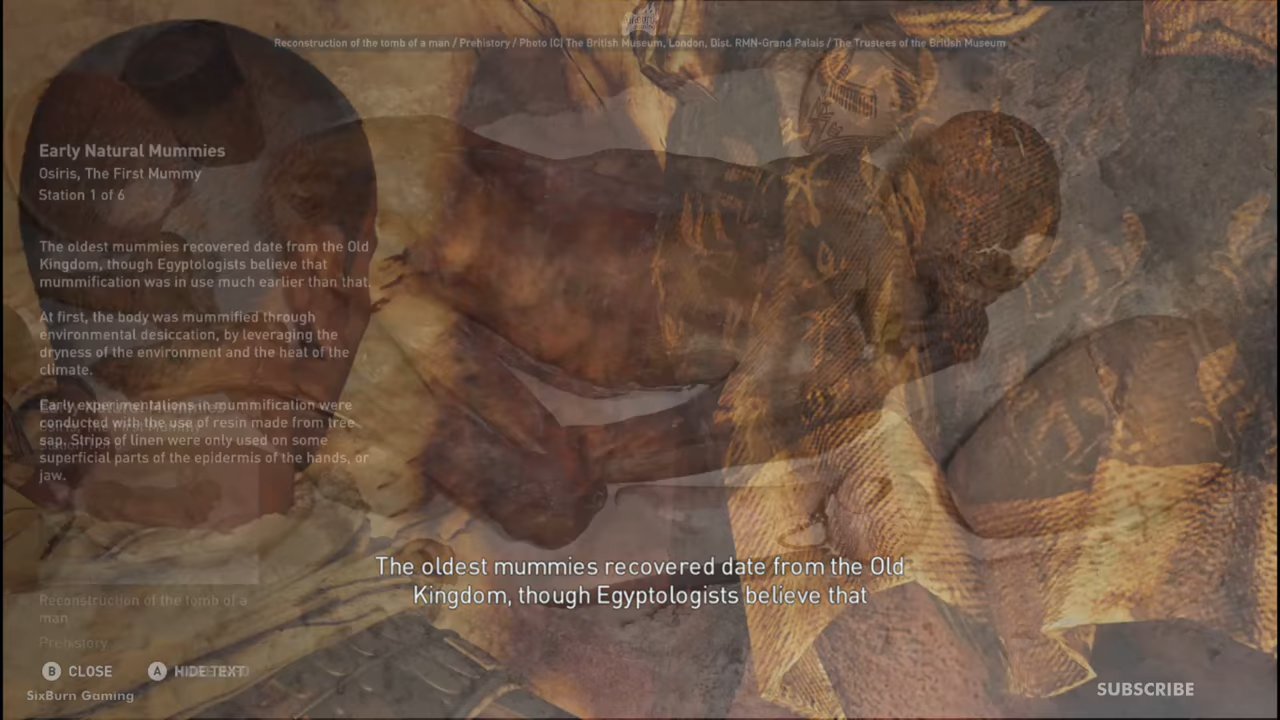 Reconstruction of the tomb of a man / Prehistory / Photo (C) The British Museum, London, Dist. RMN-Grand Palais / The Trustees of the British Museum
Early Natural Mummies
Osiris, The First Mummy
Station 1 of 6
The oldest mummies recovered date from the Old
Kingdom, though Egyptologists believe that
mummification was in use much earlier than that.
At first, the body was mummified through
environmental desiccation, by leveraging the
dryness of the environment and the heat of the
climate.
Early experimentations in mummification were
conducted with the use of resin made from tree
sap. Strips of linen were only used on some
superficial parts of the epidermis of the hands, or
jaw.
The oldest mummies recovered date from the Old
Kingdom, though Egyptologists believe that
Reconstruction of the tomb of a
man
Prehistory
B CLOSE A HIDE TEXT
SixBurn Gaming
SUBSCRIBE